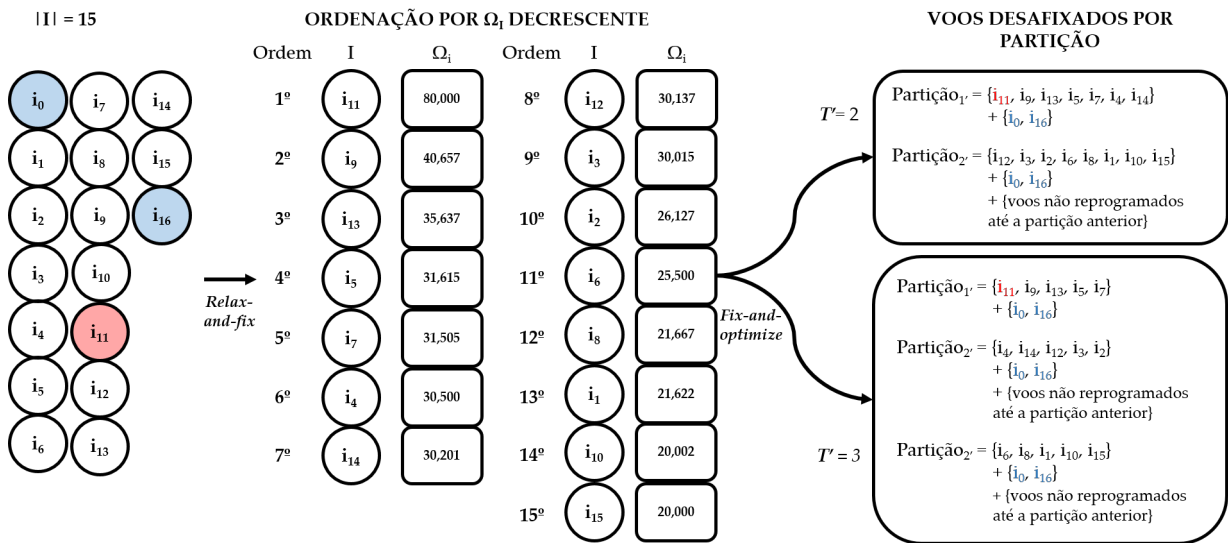 |I| = 15
i0
i7
i14
i1
i8
i15
i2
i9
i16
i3
i10
i4
i11
i5
i12
i6
i13
Relax-
and-fix
ORDENAÇÃO POR ΩI DECRESCENTE
Ordem I Ωi
1º i11 80,000
2º i9 40,657
3º i13 35,637
4º i5 31,615
5º i7 31,505
6º i4 30,500
7º i14 30,201
Ordem I Ωi
8º i12 30,137
9º i3 30,015
10º i2 26,127
11º i6 25,500
12º i8 21,667
13º i1 21,622
14º i10 20,002
15º i15 20,000
Fix-and-
optimize
VOOS DESAFIXADOS POR
PARTIÇÃO
T'= 2
Partição1' = {i11, i9, i13, i5, i7, i4, i14}
+ {i0, i16}
Partição2' = {i12, i3, i2, i6, i8, i1, i10, i15}
+ {i0, i16}
+ {voos não reprogramados
até a partição anterior}
T' = 3
Partição1' = {i11, i9, i13, i5, i7}
+ {i0, i16}
Partição2' = {i4, i14, i12, i3, i2}
+ {i0, i16}
+ {voos não reprogramados
até a partição anterior}
Partição2' = {i6, i8, i1, i10, i15}
+ {i0, i16}
+ {voos não reprogramados
até a partição anterior}